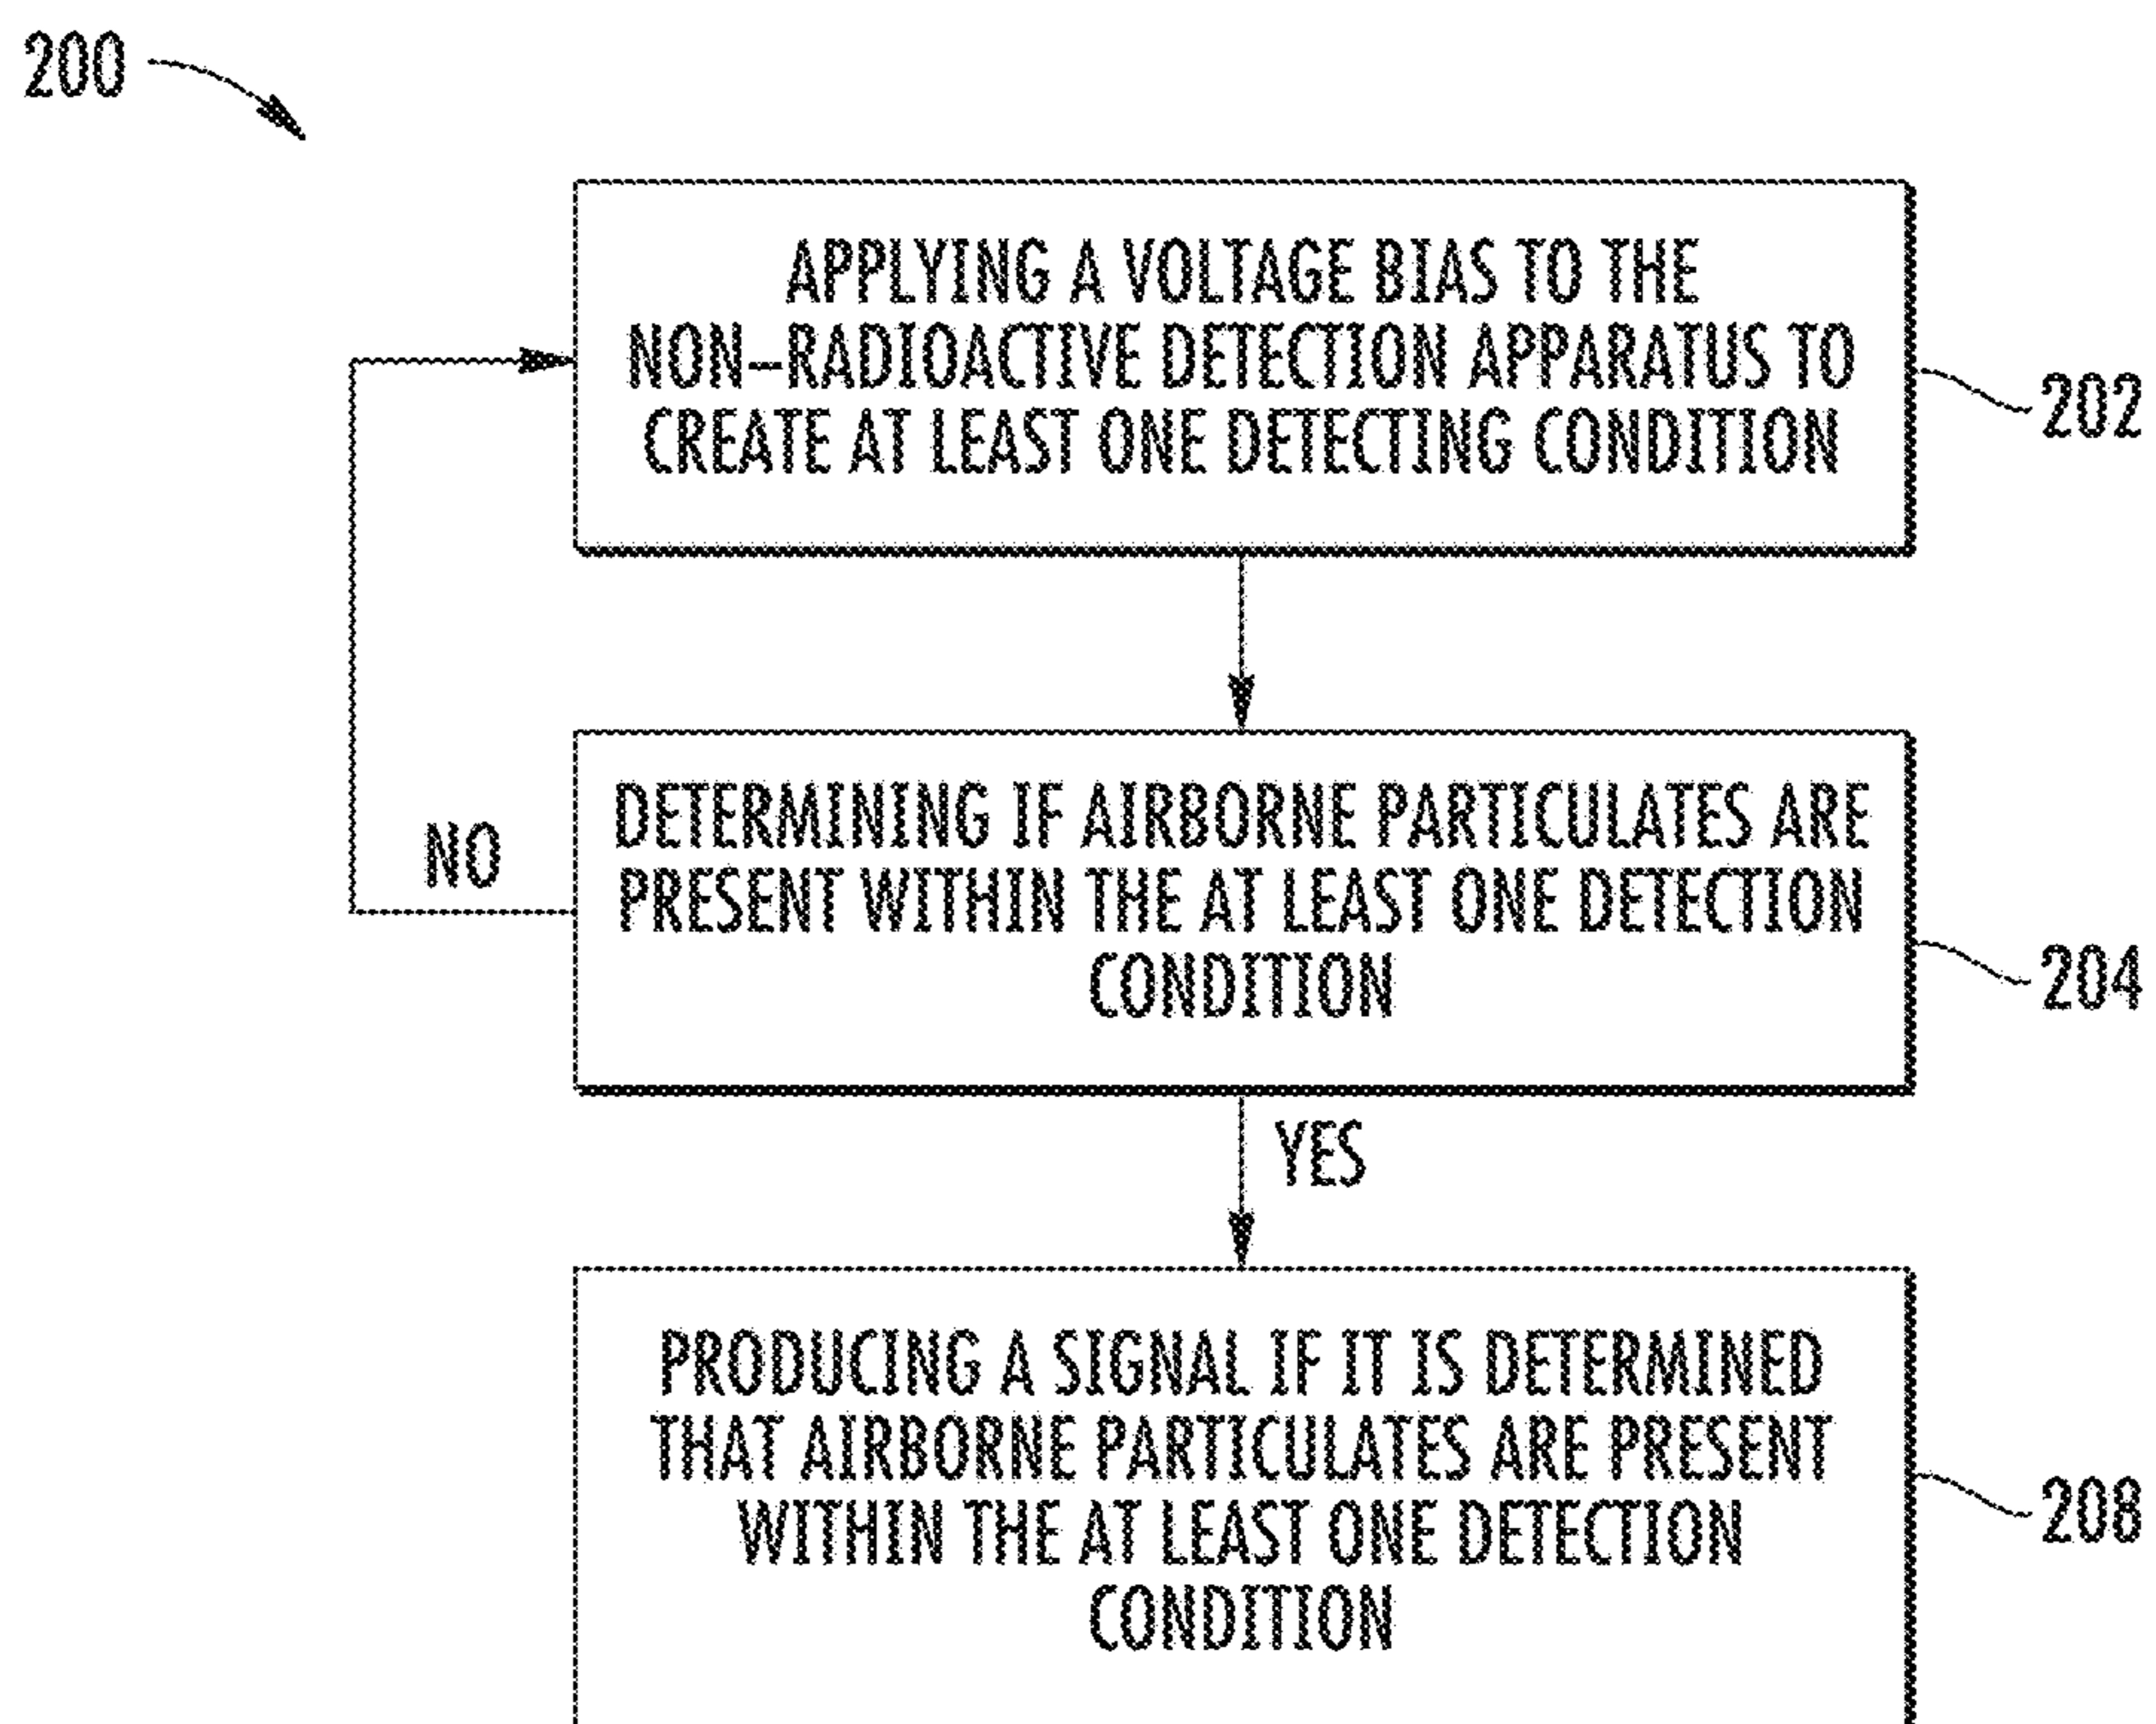 200
APPLYING A VOLTAGE BIAS TO THE
NON-RADIOACTIVE DETECTION APPARATUS TO
CREATE AT LEAST ONE DETECTING CONDITION
202
DETERMINING IF AIRBORNE PARTICULATES ARE
PRESENT WITHIN THE AT LEAST ONE DETECTION
CONDITION
NO
204
YES
PRODUCING A SIGNAL IF IT IS DETERMINED
THAT AIRBORNE PARTICULATES ARE PRESENT
WITHIN THE AT LEAST ONE DETECTION
CONDITION
208